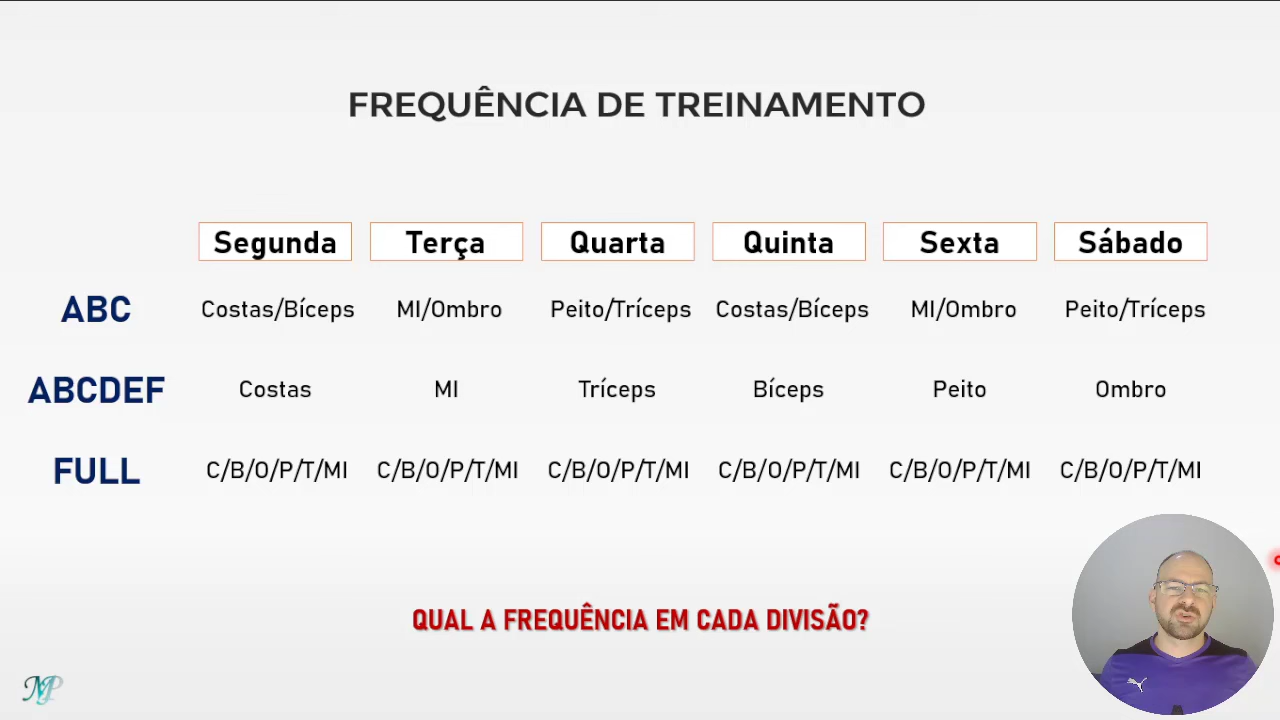 FREQUÊNCIA DE TREINAMENTO
Segunda Terça Quarta Quinta Sexta Sábado
ABC Costas/Bíceps MI/Ombro Peito/Tríceps Costas/Bíceps MI/Ombro Peito/Tríceps
ABCDEF Costas MI Tríceps Bíceps Peito Ombro
FULL C/B/O/P/T/MI C/B/O/P/T/MI C/B/O/P/T/MI C/B/O/P/T/MI C/B/O/P/T/MI C/B/O/P/T/MI
QUAL A FREQUÊNCIA EM CADA DIVISÃO?
MP